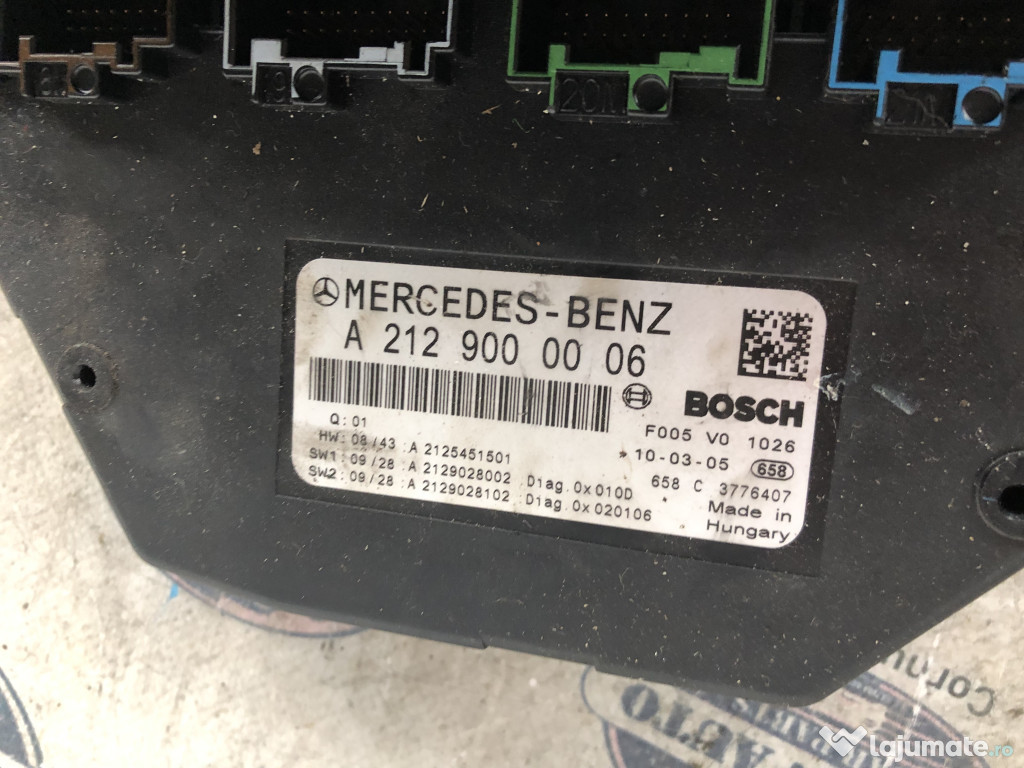 19
20
MERCEDES-BENZ
A 212 900 00 06
BOSCH
Q: 01
F005 V0 1026
HW: 08/43 :A 2125451501
*10-03-05 658
SW1: 09/28 :A 2129028002 :Diag.0x010D
658 C 3776407
SW2: 09/28 :A 2129028102 :Diag.0x020106
Made in
Hungary
AUTO
PARTS
lajumate.ro